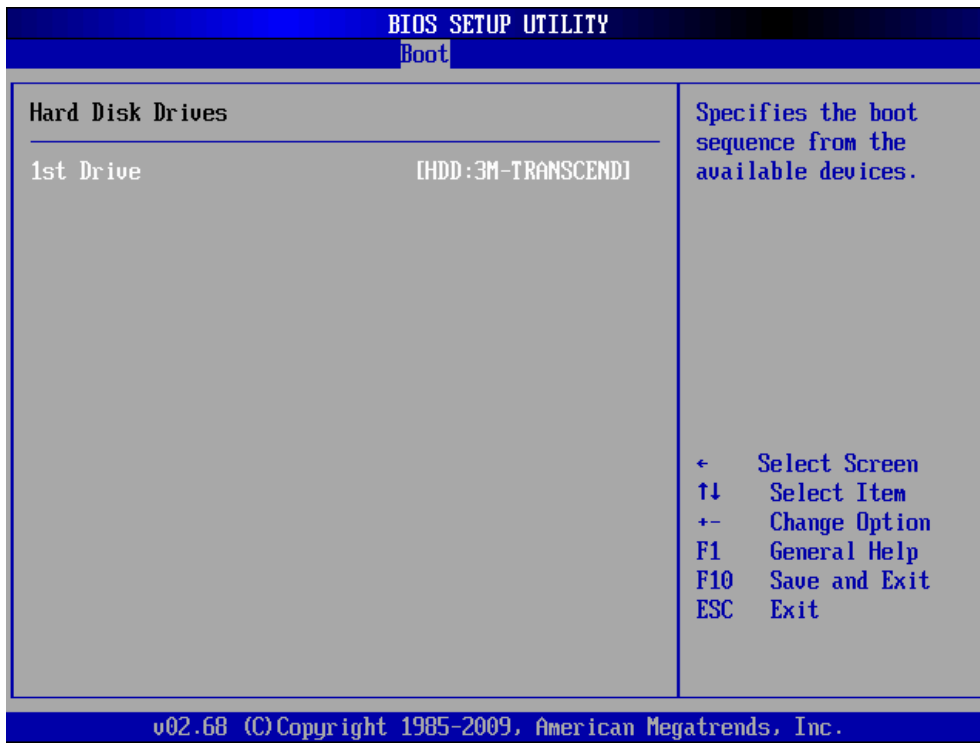 BIOS SETUP UTILITY
Boot
Hard Disk Drives
1st Drive [HDD:3M-TRANSCEND]
Specifies the boot
sequence from the
available devices.
← Select Screen
↑↓ Select Item
+- Change Option
F1 General Help
F10 Save and Exit
ESC Exit
v02.68 (C)Copyright 1985-2009, American Megatrends, Inc.